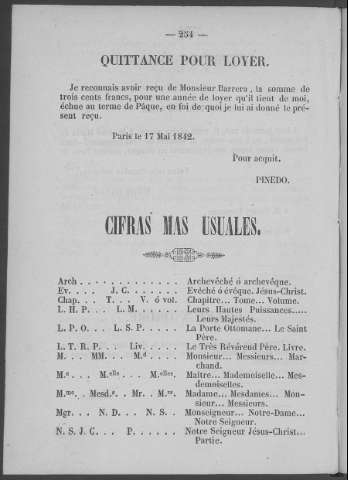 — 254 —
QUITTANCE POUR LOYER.
Je reconnais avoir reçu de Monsieur Barrera, la somme de
trois cents francs, pour une année de loyer qu'il tient de moi,
échue au terme de Pâque, en foi de quoi je lui ai donné le pré-
sent reçu.
Paris le 17 Mai 1842.
Pour acquit.
PINEDO.
CIFRAS MAS USUALES.
Arch . . . . . . . . . . . . . Archevêché ó archevêque.
Ev. . . . . J. C. . . . . . . Evêché ó évêque. Jésus-Christ.
Chap. . . T. . . V. ó vol. Chapitre... Tome... Volume.
L. H. P. . . L. M. . . . . . Leurs Hautes Puissances.....
Leurs Majestés.
L. P. O. . . L. S. P. . . . . La Porte Ottomane... Le Saint
Père.
L. T. R. P. . . Liv. . . . . Le Très Révérend Père. Livre.
M. . . MM. . . M.d . . . . Monsieur... Messieurs... Mar-
chand.
M.e . . . M.elle . . . M.elles. Maître... Mademoiselle... Mes-
demoiselles.
M.me. . Mesd.s. . Mr. . M.rs. Madame... Mesdames... Mon-
sieur... Messieurs.
Mgr. . . N. D. . . N. S. . Monseigneur... Notre-Dame...
Notre Seigneur.
N. S. J. C. . . P. . . . . . Notre Seigneur Jésus-Christ...
Partie.